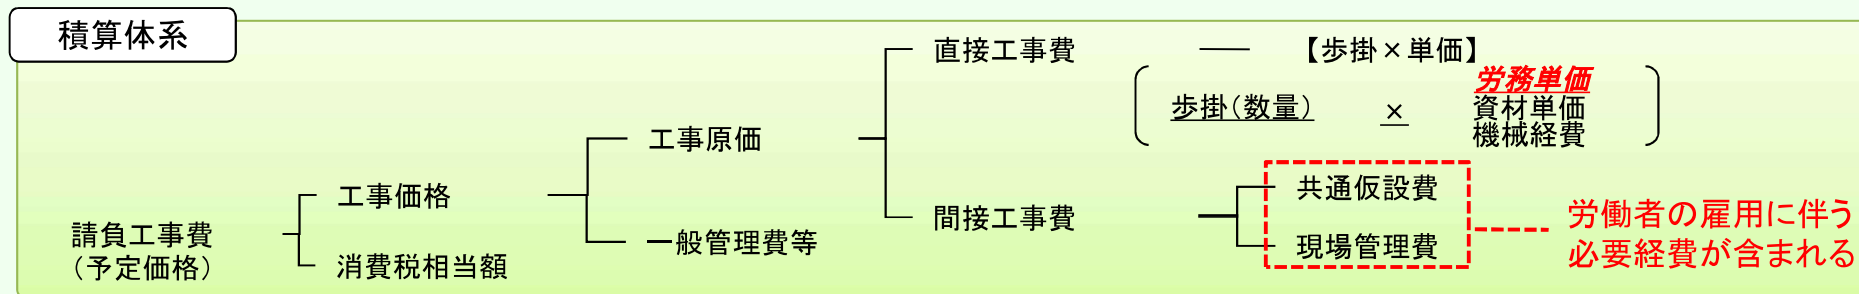 積算体系
直接工事費
【歩掛×単価】
歩掛(数量)
×
労務単価
資材単価
機械経費
工事原価
工事価格
一般管理費等
間接工事費
共通仮設費
現場管理費
労働者の雇用に伴う
必要経費が含まれる
請負工事費
(予定価格)
消費税相当額